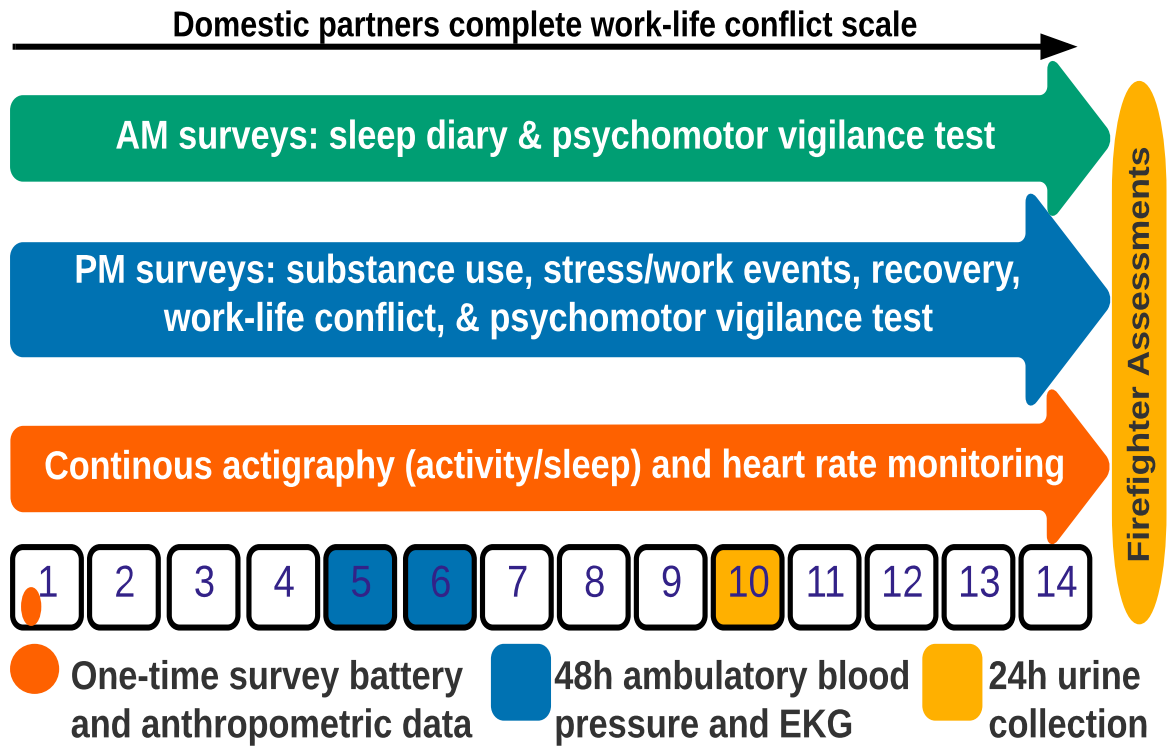 Domestic partners complete work-life conflict scale
AM surveys: sleep diary & psychomotor vigilance test
PM surveys: substance use, stress/work events, recovery,
work-life conflict, & psychomotor vigilance test
Continous actigraphy (activity/sleep) and heart rate monitoring
Firefighter Assessments
1 2 3 4 5 6 7 8 9 10 11 12 13 14
One-time survey battery
and anthropometric data
48h ambulatory blood
pressure and EKG
24h urine
collection